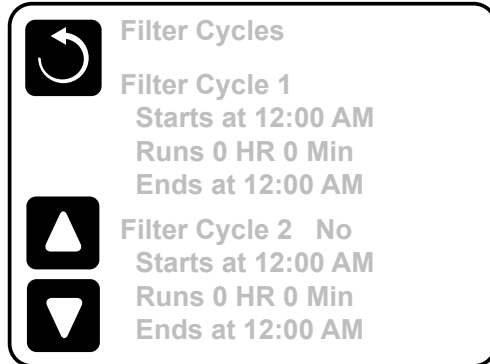 Filter Cycles
Filter Cycle 1
Starts at 12:00 AM
Runs 0 HR 0 Min
Ends at 12:00 AM
Filter Cycle 2 No
Starts at 12:00 AM
Runs 0 HR 0 Min
Ends at 12:00 AM